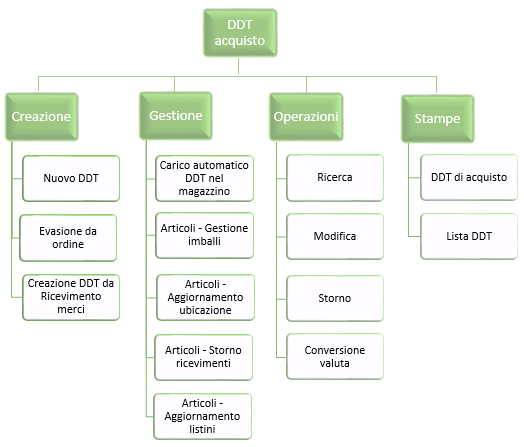 DDT
acquisto
Creazione
Nuovo DDT
Evasione da
ordine
Creazione DDT da
Ricevimento
merci
Gestione
Carico automatico
DDT nel
magazzino
Articoli - Gestione
imballi
Articoli -
Aggiornamento
ubicazione
Articoli - Storno
ricevimenti
Articoli -
Aggiornamento
listini
Operazioni
Ricerca
Modifica
Storno
Conversione
valuta
Stampe
DDT di acquisto
Lista DDT